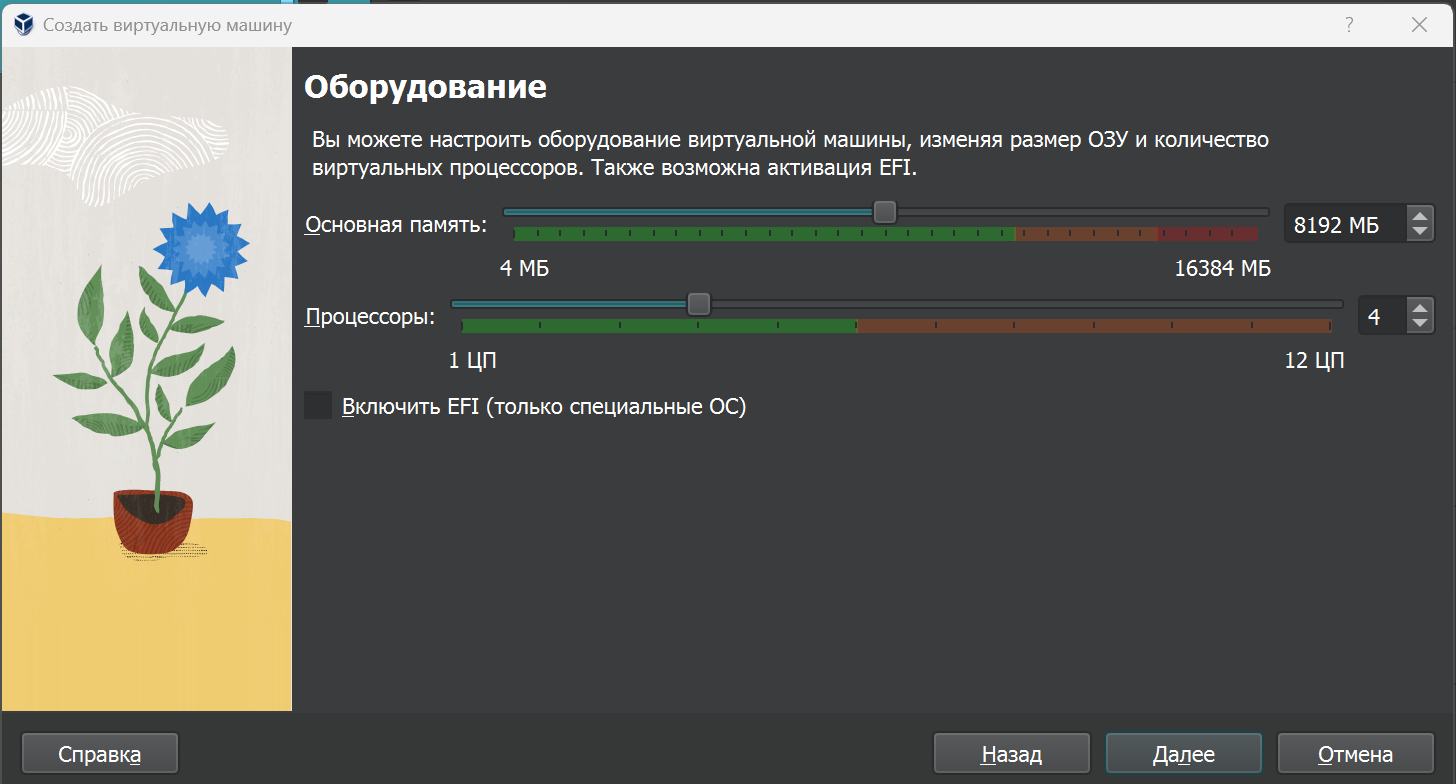 Создать виртуальную машину
?
Оборудование
Вы можете настроить оборудование виртуальной машины, изменяя размер ОЗУ и количество
виртуальных процессоров. Также возможна активация EFI.
Основная память:
8192 МБ
4 МБ
16384 МБ
Процессоры:
4
1 ЦП
12 ЦП
Включить EFI (только специальные ОС)
Справка
Назад
Далее
Отмена